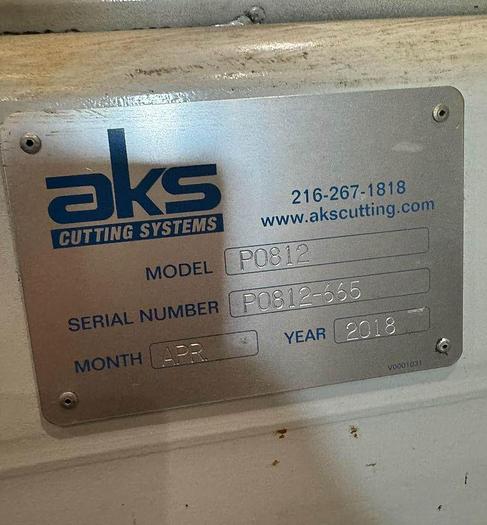 aks
CUTTING SYSTEMS
216-267-1818
www.akscutting.com
MODEL P0812
SERIAL NUMBER P0812-665
MONTH APR. YEAR 2018
V0001031